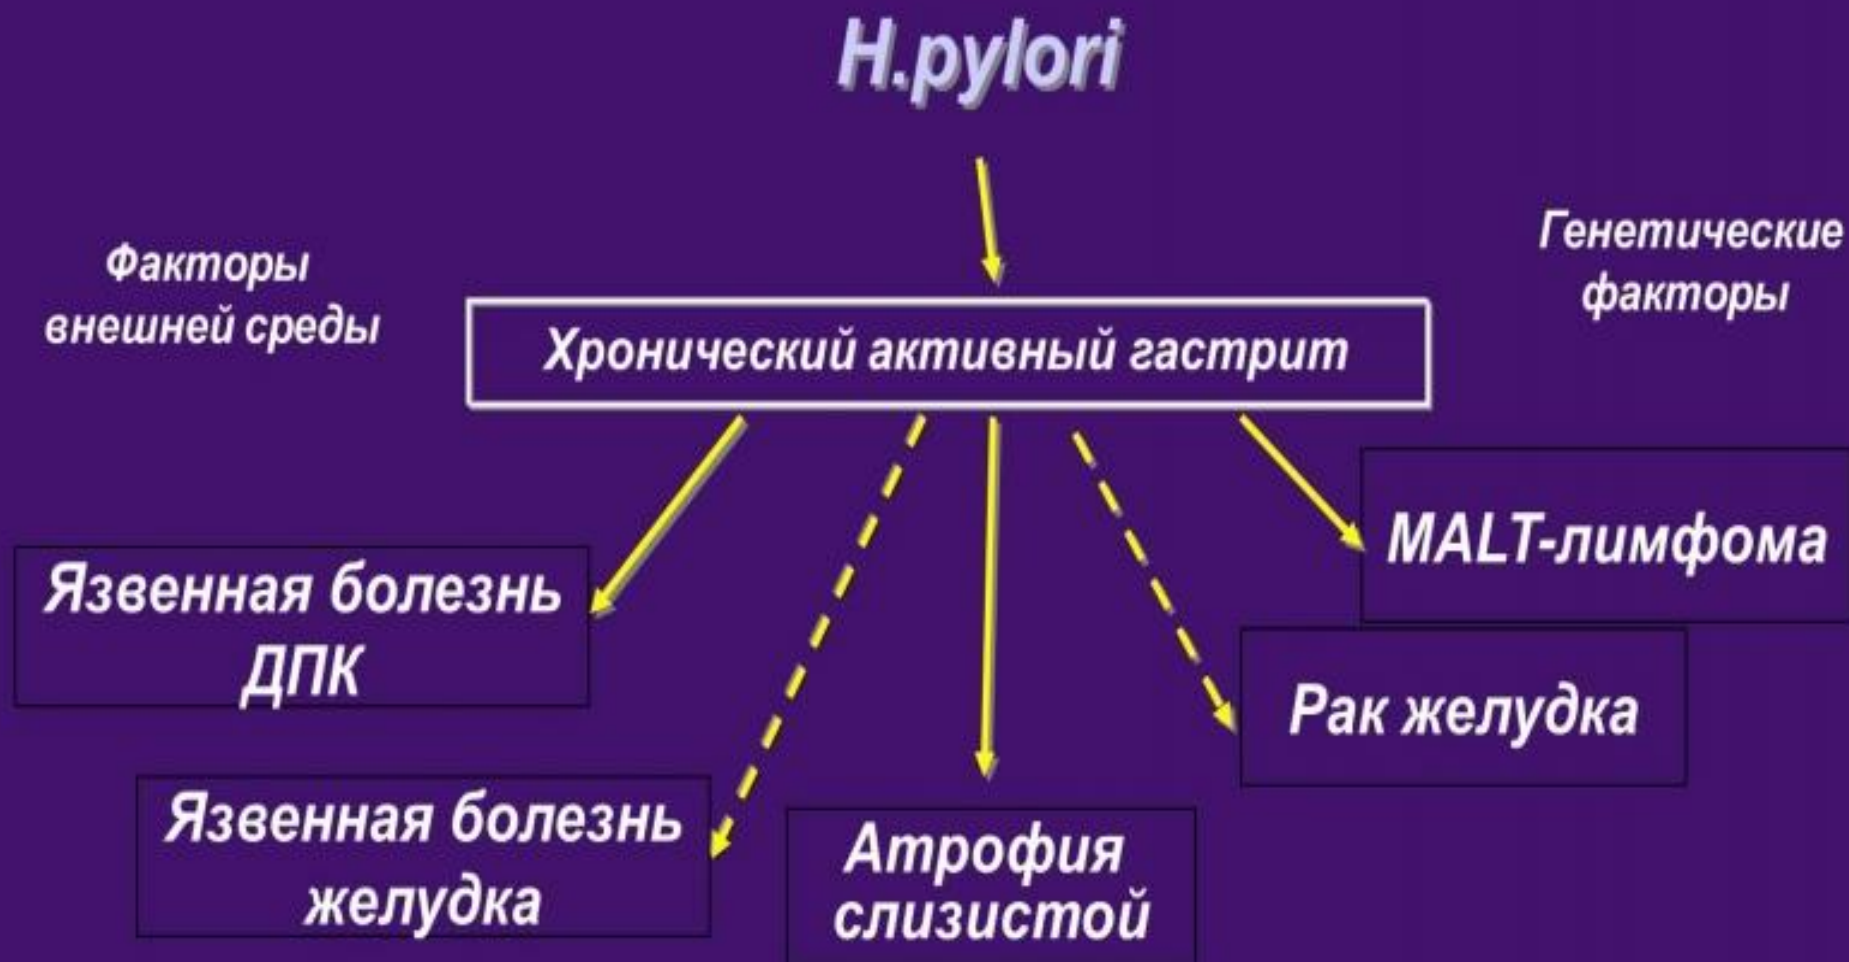 H.pylori
Факторы
внешней среды
Генетические
факторы
Хронический активный гастрит
MALT-лимфома
Язвенная болезнь
ДПК
Рак желудка
Язвенная болезнь
желудка
Атрофия
слизистой